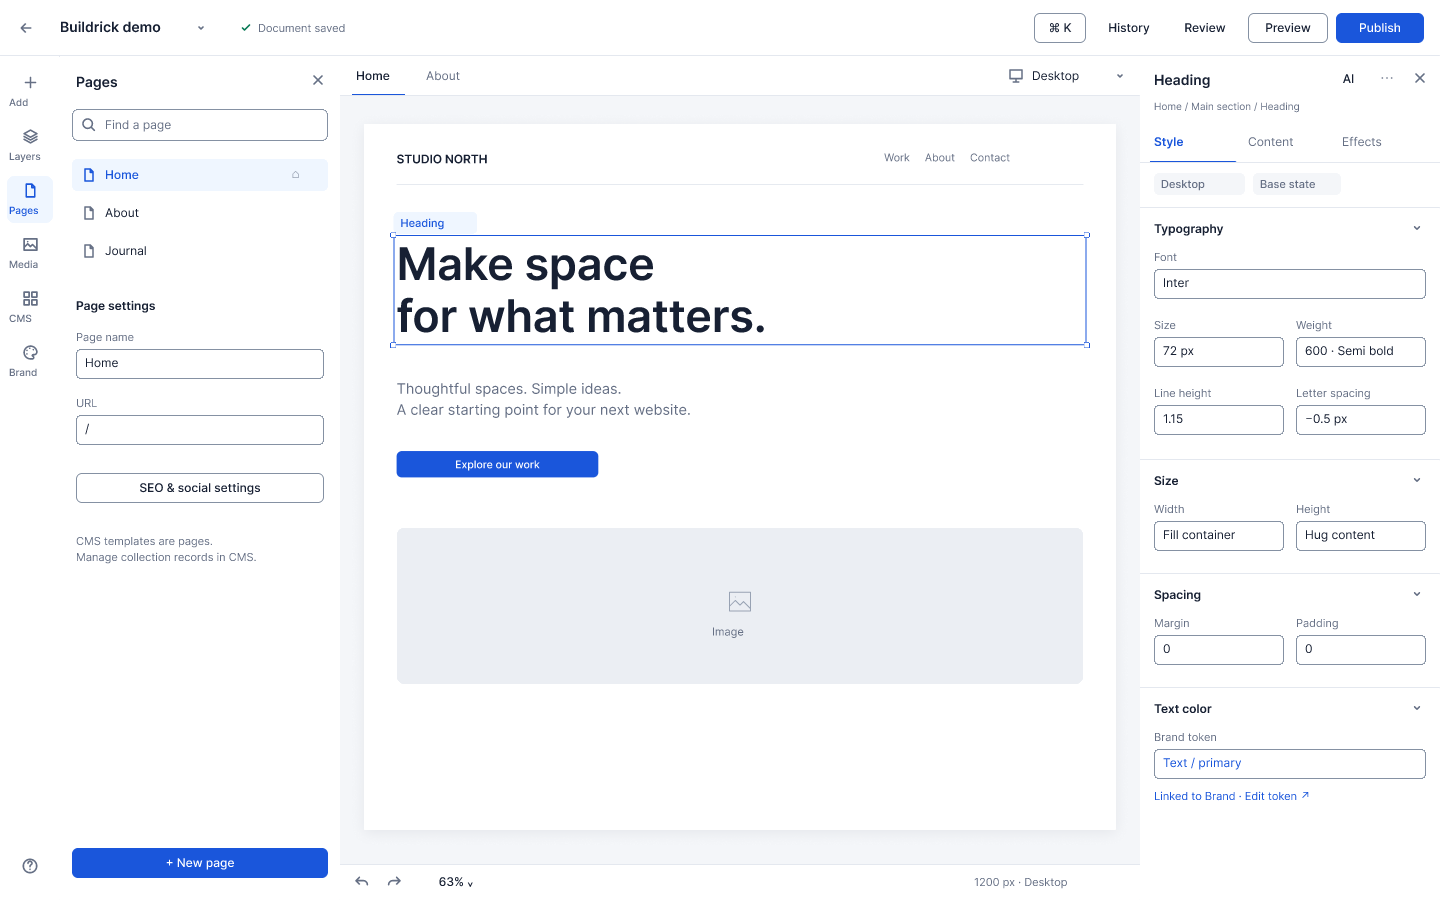 Buildrick demo
Document saved
⌘ K
History
Review
Preview
Publish
Add
Layers
Pages
Media
CMS
Brand
Pages
Find a page
Home
About
Journal
Page settings
Page name
Home
URL
/
SEO & social settings
CMS templates are pages.
Manage collection records in CMS.
+ New page
Home
About
Desktop
STUDIO NORTH
Work
About
Contact
Heading
Make space
for what matters.
Thoughtful spaces. Simple ideas.
A clear starting point for your next website.
Explore our work
Image
63%
1200 px · Desktop
Heading
AI
···
Home / Main section / Heading
Style
Content
Effects
Desktop
Base state
Typography
Font
Inter
Size
Weight
72 px
600 · Semi bold
Line height
Letter spacing
1.15
−0.5 px
Size
Width
Height
Fill container
Hug content
Spacing
Margin
Padding
0
0
Text color
Brand token
Text / primary
Linked to Brand · Edit token ↗